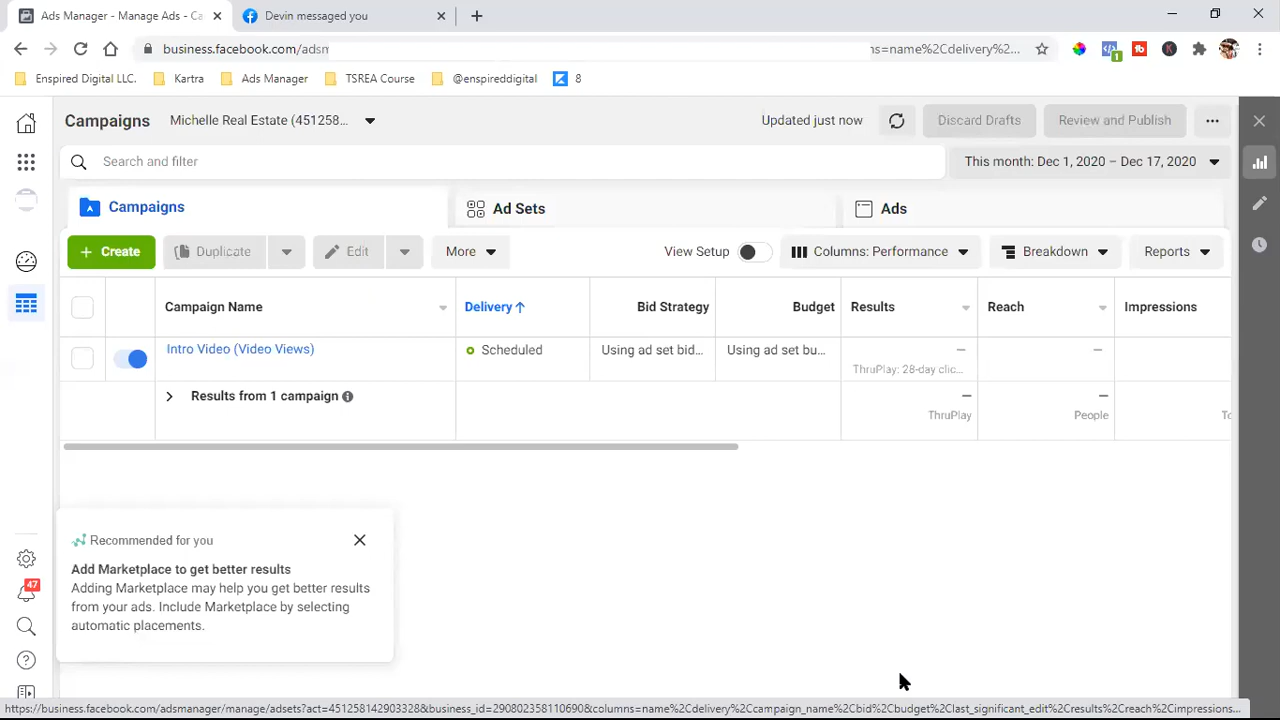 Ads Manager - Manage Ads - Ca
Devin messaged you
business.facebook.com/adsm
ns=name%2Cdelivery%2C...
Enspired Digital LLC.
Kartra
Ads Manager
TSREA Course
@enspireddigital
8
1
Campaigns
Michelle Real Estate (451258...
Updated just now
Discard Drafts
Review and Publish
Search and filter
This month: Dec 1, 2020 – Dec 17, 2020
Campaigns
Ad Sets
Ads
+ Create
Duplicate
Edit
More
View Setup
Columns: Performance
Breakdown
Reports
Campaign Name
Delivery ↑
Bid Strategy
Budget
Results
Reach
Impressions
Intro Video (Video Views)
Scheduled
Using ad set bid...
Using ad set bu...
—
—
ThruPlay: 28-day clic...
Results from 1 campaign
—
—
ThruPlay
People
To
Recommended for you
Add Marketplace to get better results
Adding Marketplace may help you get better results
from your ads. Include Marketplace by selecting
automatic placements.
47
https://business.facebook.com/adsmanager/manage/adsets?act=451258142903328&business_id=290802358110690&columns=name%2Cdelivery%2Ccampaign_name%2Cbid%2Cbudget%2Clast_significant_edit%2Cresults%2Creach%2Cimpressions...